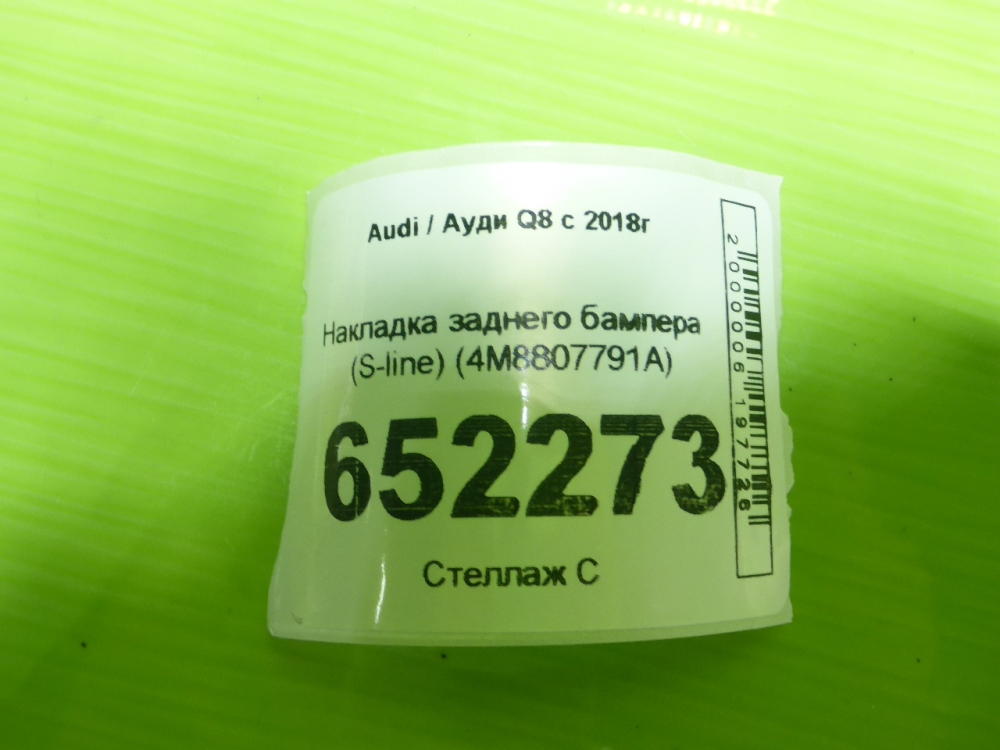 Audi / Ауди Q8 с 2018г
Накладка заднего бампера
(S-line) (4M8807791A)
652273
Стеллаж С
2000006197726